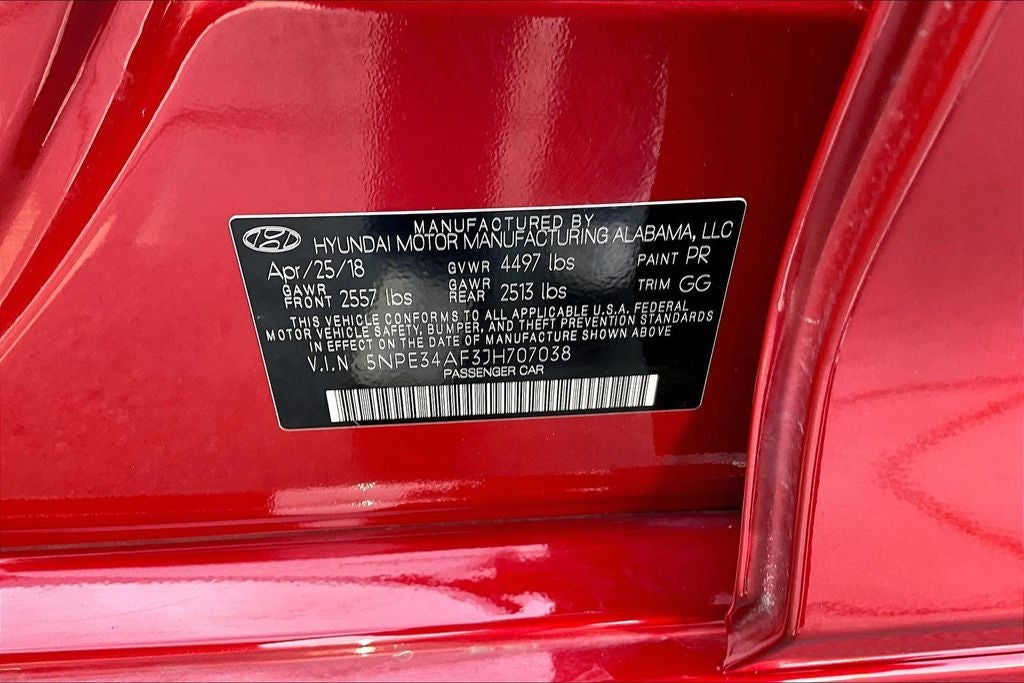 MANUFACTURED BY
HYUNDAI MOTOR MANUFACTURING ALABAMA, LLC
Apr/25/18 GVWR 4497 lbs PAINT PR
GAWR FRONT 2557 lbs GAWR REAR 2513 lbs TRIM GG
THIS VEHICLE CONFORMS TO ALL APPLICABLE U.S.A. FEDERAL
MOTOR VEHICLE SAFETY, BUMPER, AND THEFT PREVENTION STANDARDS
IN EFFECT ON THE DATE OF MANUFACTURE SHOWN ABOVE
V.I.N 5NPE34AF3JH707038
PASSENGER CAR